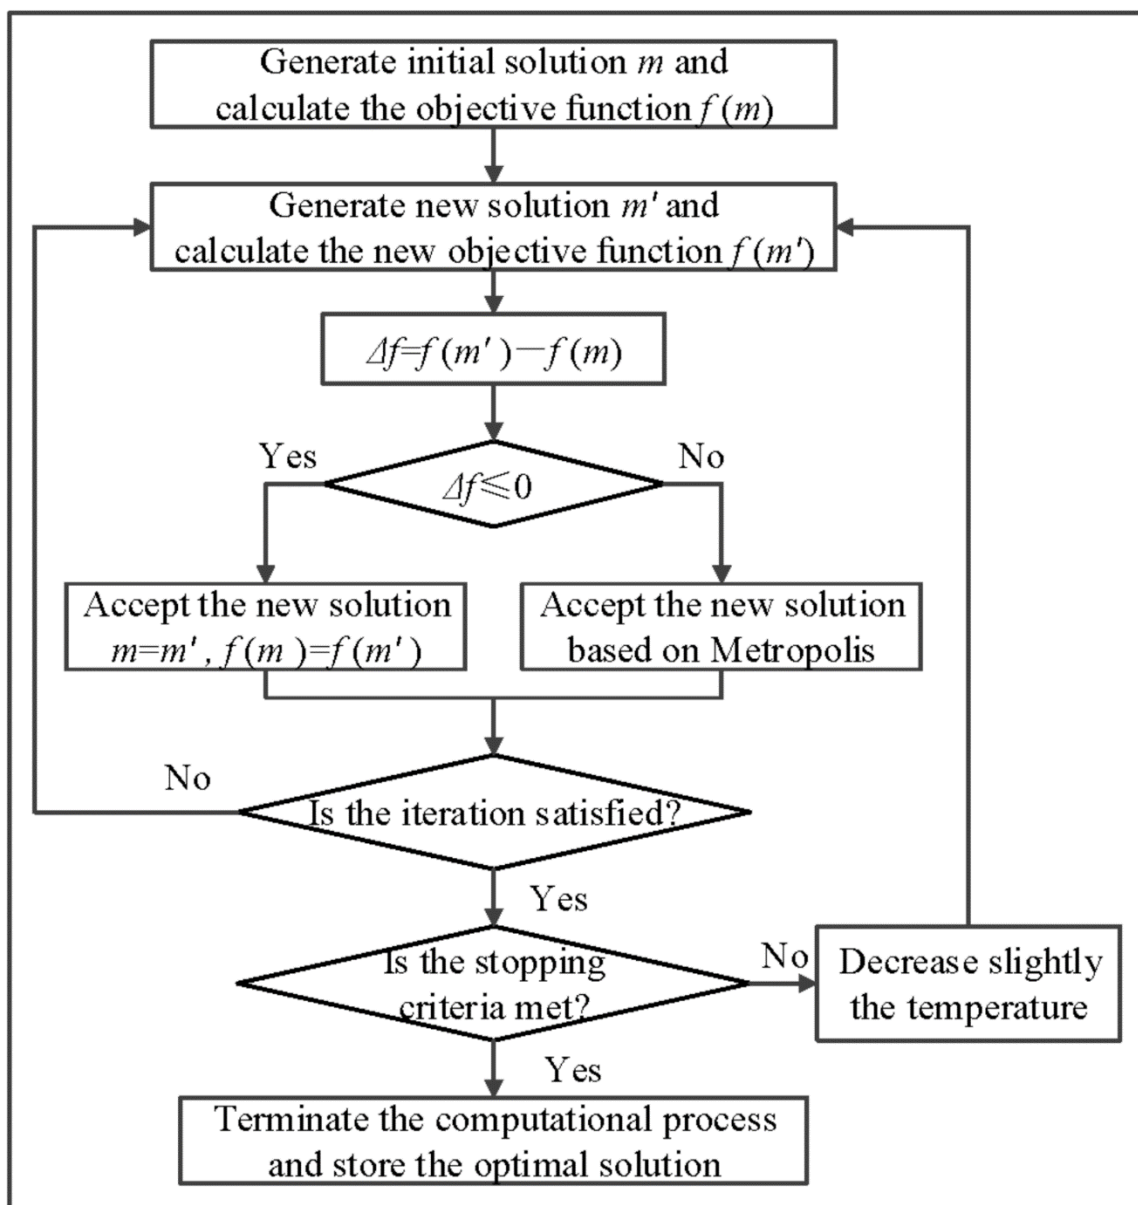 Generate initial solution m and
calculate the objective function f (m)
Generate new solution m' and
calculate the new objective function f (m')
Δf=f (m' )－f (m)
Yes
No
Δf⩽0
Accept the new solution
m=m' , f (m )=f (m' )
Accept the new solution
based on Metropolis
No
Is the iteration satisfied?
Yes
Is the stopping
criteria met?
No
Decrease slightly
the temperature
Yes
Terminate the computational process
and store the optimal solution